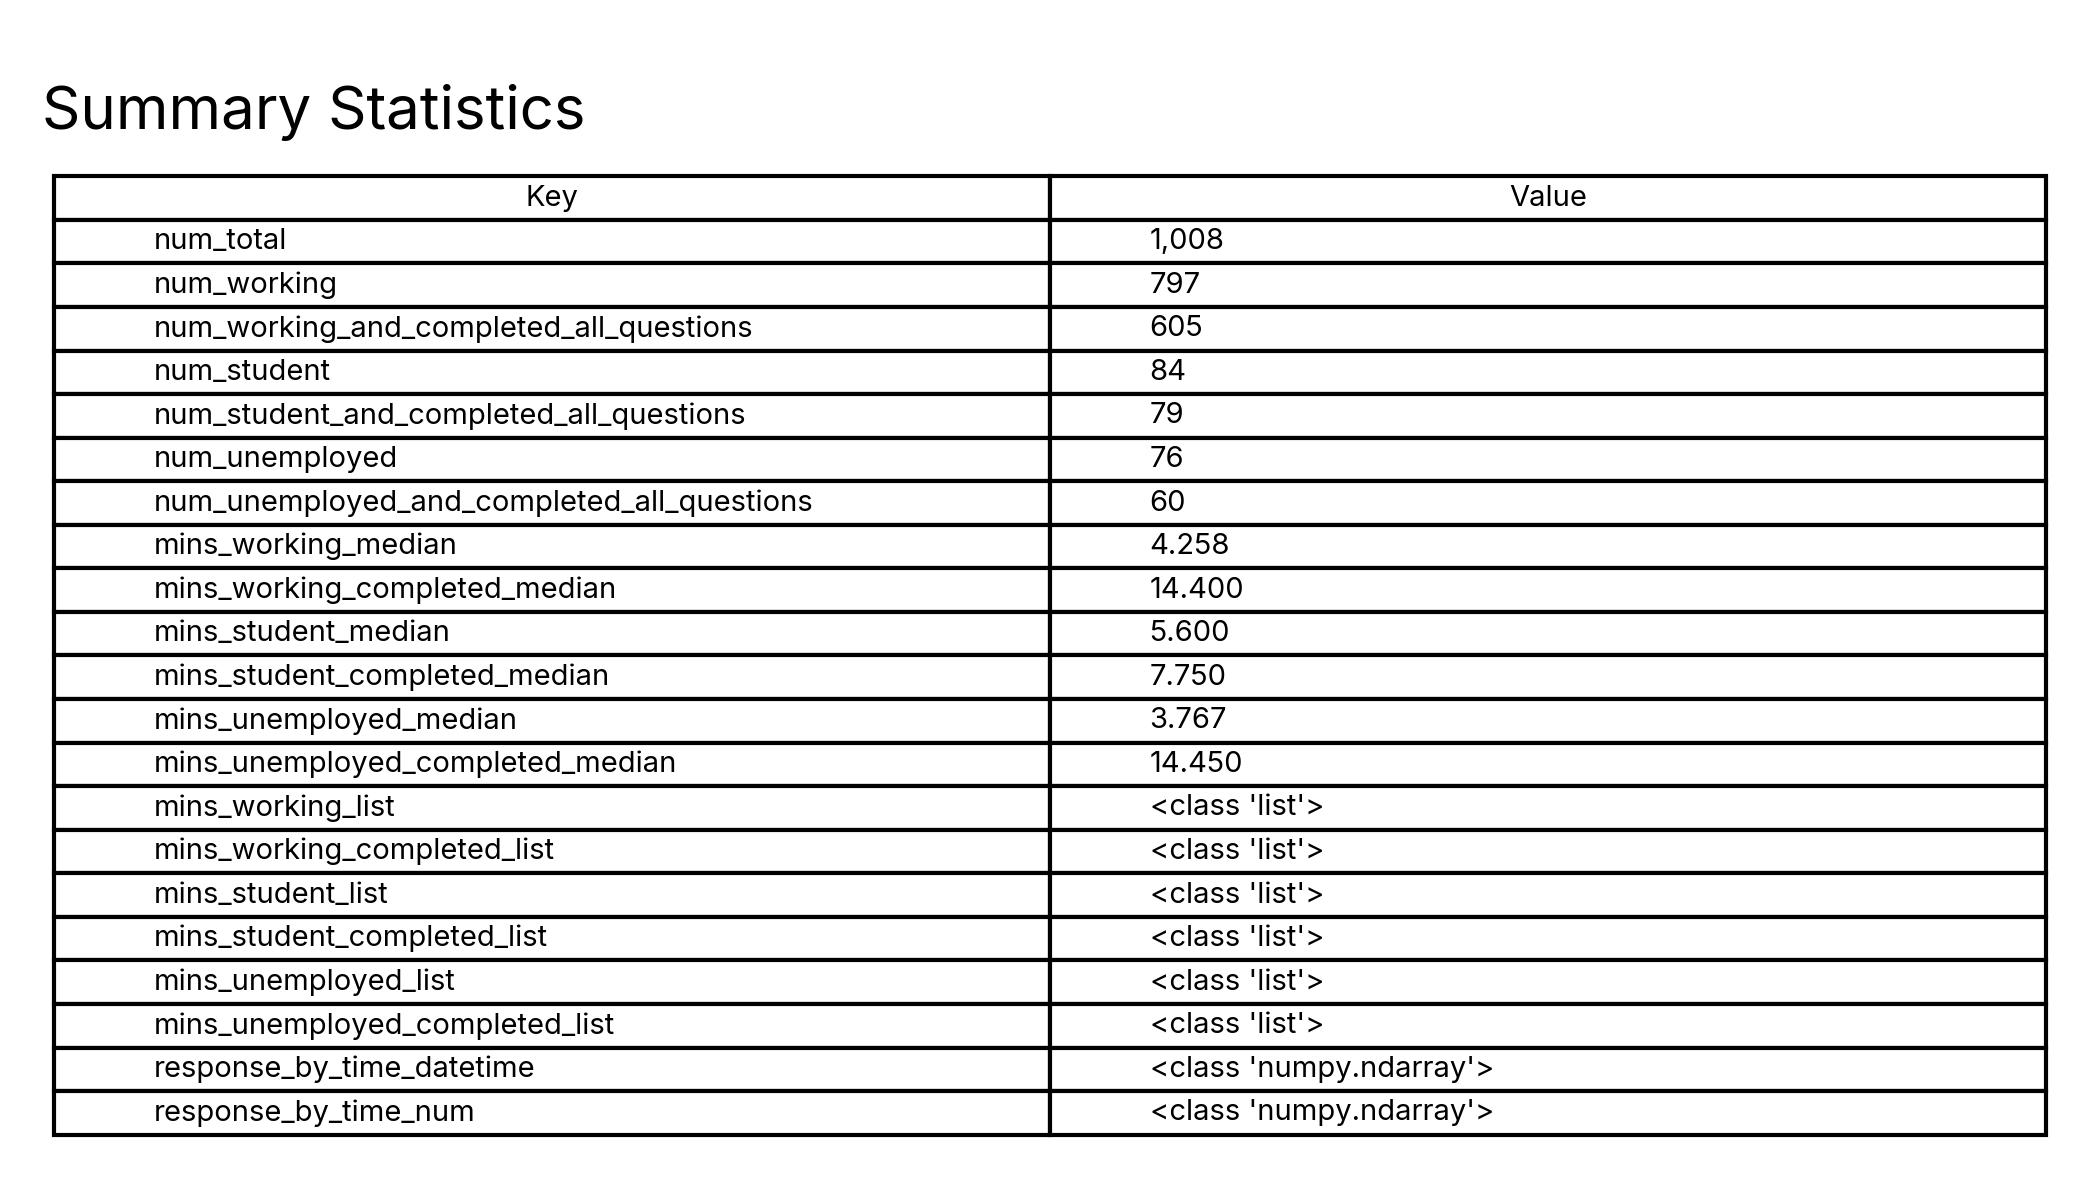 Summary Statistics
Key Value
num_total 1,008
num_working 797
num_working_and_completed_all_questions 605
num_student 84
num_student_and_completed_all_questions 79
num_unemployed 76
num_unemployed_and_completed_all_questions 60
mins_working_median 4.258
mins_working_completed_median 14.400
mins_student_median 5.600
mins_student_completed_median 7.750
mins_unemployed_median 3.767
mins_unemployed_completed_median 14.450
mins_working_list <class 'list'>
mins_working_completed_list <class 'list'>
mins_student_list <class 'list'>
mins_student_completed_list <class 'list'>
mins_unemployed_list <class 'list'>
mins_unemployed_completed_list <class 'list'>
response_by_time_datetime <class 'numpy.ndarray'>
response_by_time_num <class 'numpy.ndarray'>